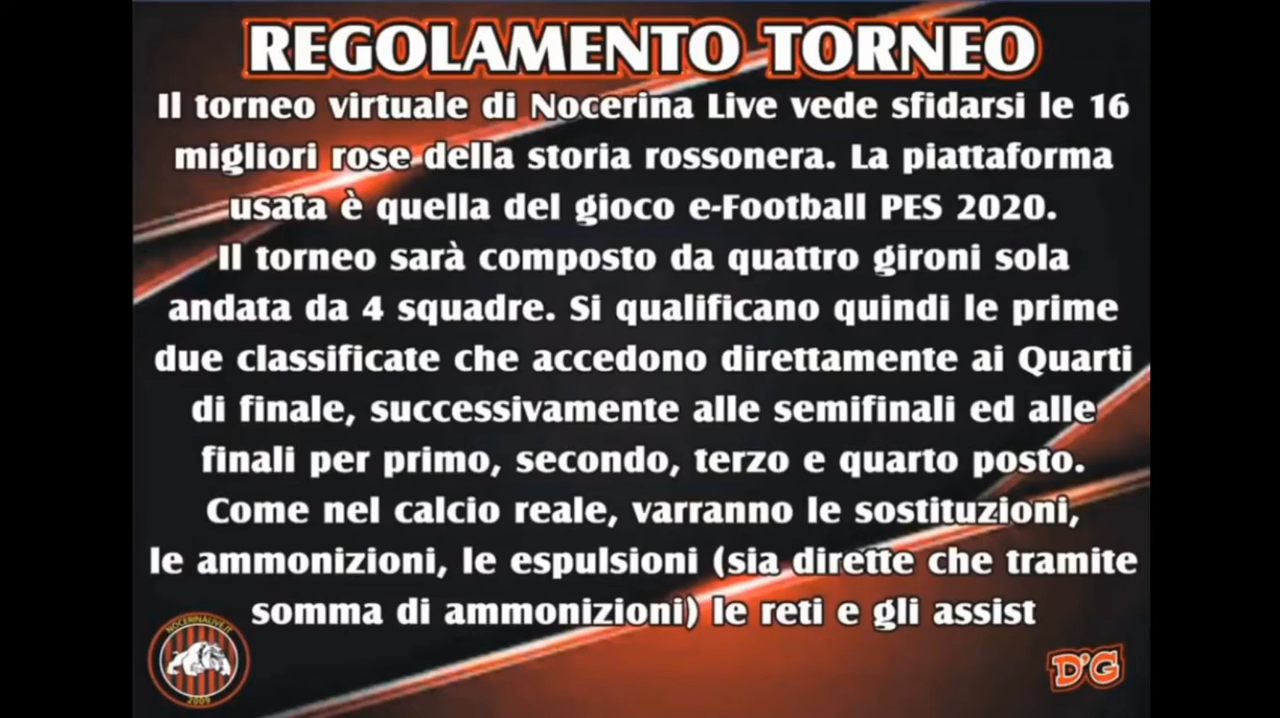 REGOLAMENTO TORNEO
Il torneo virtuale di Nocerina Live vede sfidarsi le 16
migliori rose della storia rossonera. La piattaforma
usata è quella del gioco e-Football PES 2020.
Il torneo sarà composto da quattro gironi sola
andata da 4 squadre. Si qualificano quindi le prime
due classificate che accedono direttamente ai Quarti
di finale, successivamente alle semifinali ed alle
finali per primo, secondo, terzo e quarto posto.
Come nel calcio reale, varranno le sostituzioni,
le ammonizioni, le espulsioni (sia dirette che tramite
somma di ammonizioni) le reti e gli assist
NOCERINALIVE.IT
2009
D'G